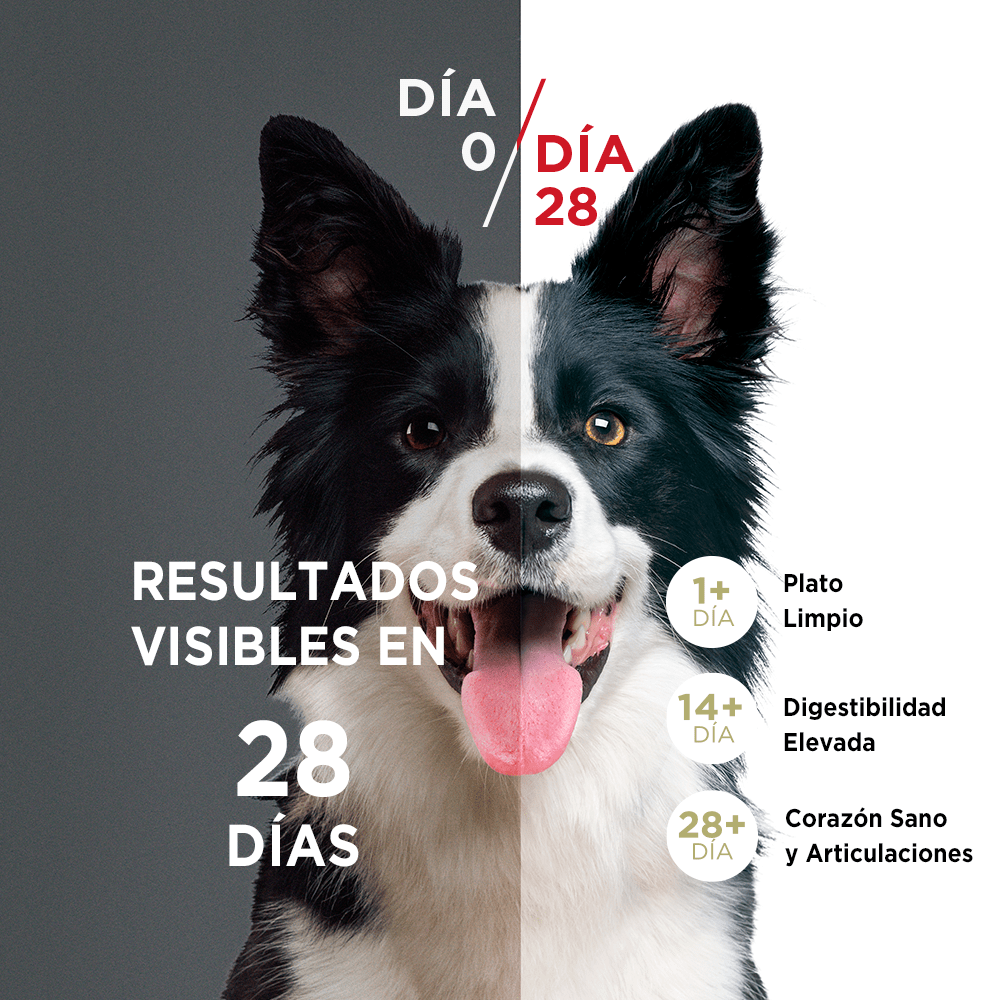 DÍA
0
DÍA
28
RESULTADOS
VISIBLES EN
28
DÍAS
1+
DÍA
Plato
Limpio
14+
DÍA
Digestibilidad
Elevada
28+
DÍA
Corazón Sano
y Articulaciones